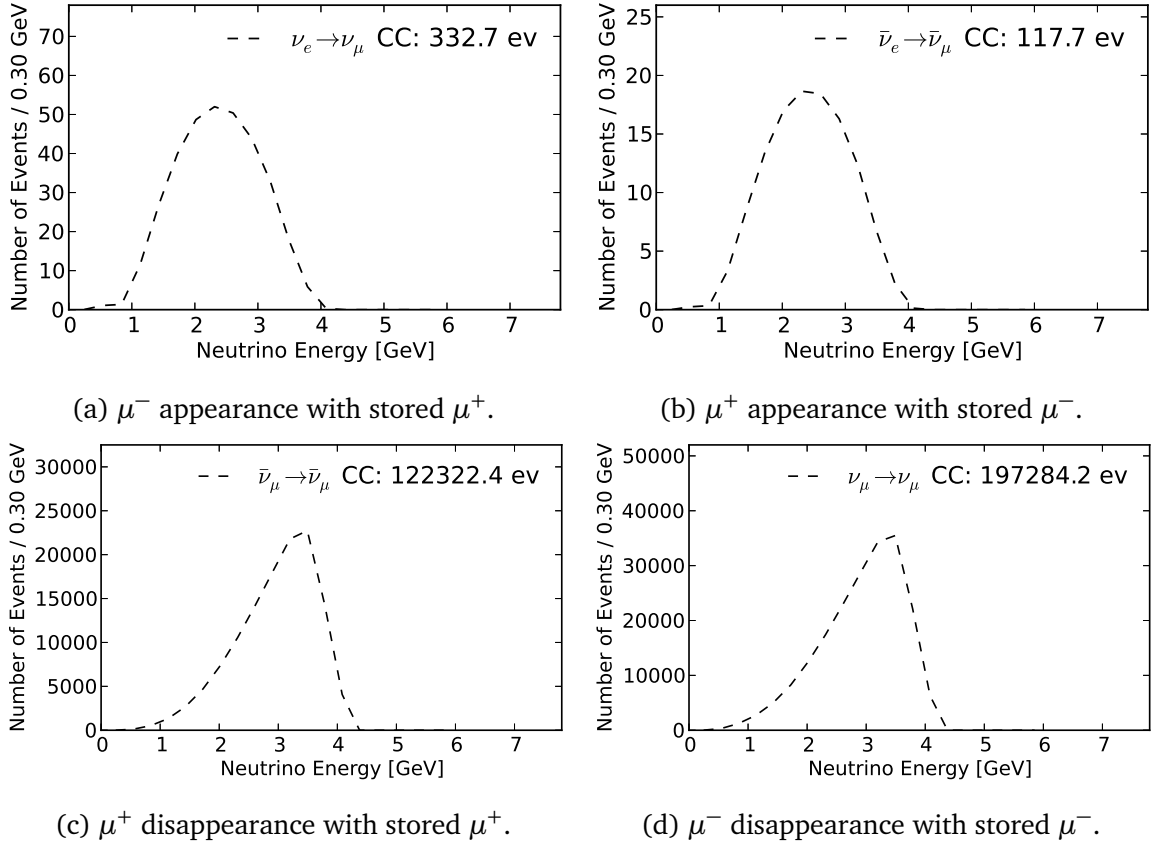 Number of Events / 0.30 GeV
70
60
50
40
30
20
10
0
νₑ→ν_μ CC: 332.7 ev
0 1 2 3 4 5 6 7
Neutrino Energy [GeV]
(a) μ⁻ appearance with stored μ⁺.
Number of Events / 0.30 GeV
25
20
15
10
5
0
ν̄ₑ→ν̄_μ CC: 117.7 ev
0 1 2 3 4 5 6 7
Neutrino Energy [GeV]
(b) μ⁺ appearance with stored μ⁻.
Number of Events / 0.30 GeV
30000
25000
20000
15000
10000
5000
0
ν̄_μ→ν̄_μ CC: 122322.4 ev
0 1 2 3 4 5 6 7
Neutrino Energy [GeV]
(c) μ⁺ disappearance with stored μ⁺.
Number of Events / 0.30 GeV
50000
40000
30000
20000
10000
0
ν_μ→ν_μ CC: 197284.2 ev
0 1 2 3 4 5 6 7
Neutrino Energy [GeV]
(d) μ⁻ disappearance with stored μ⁻.